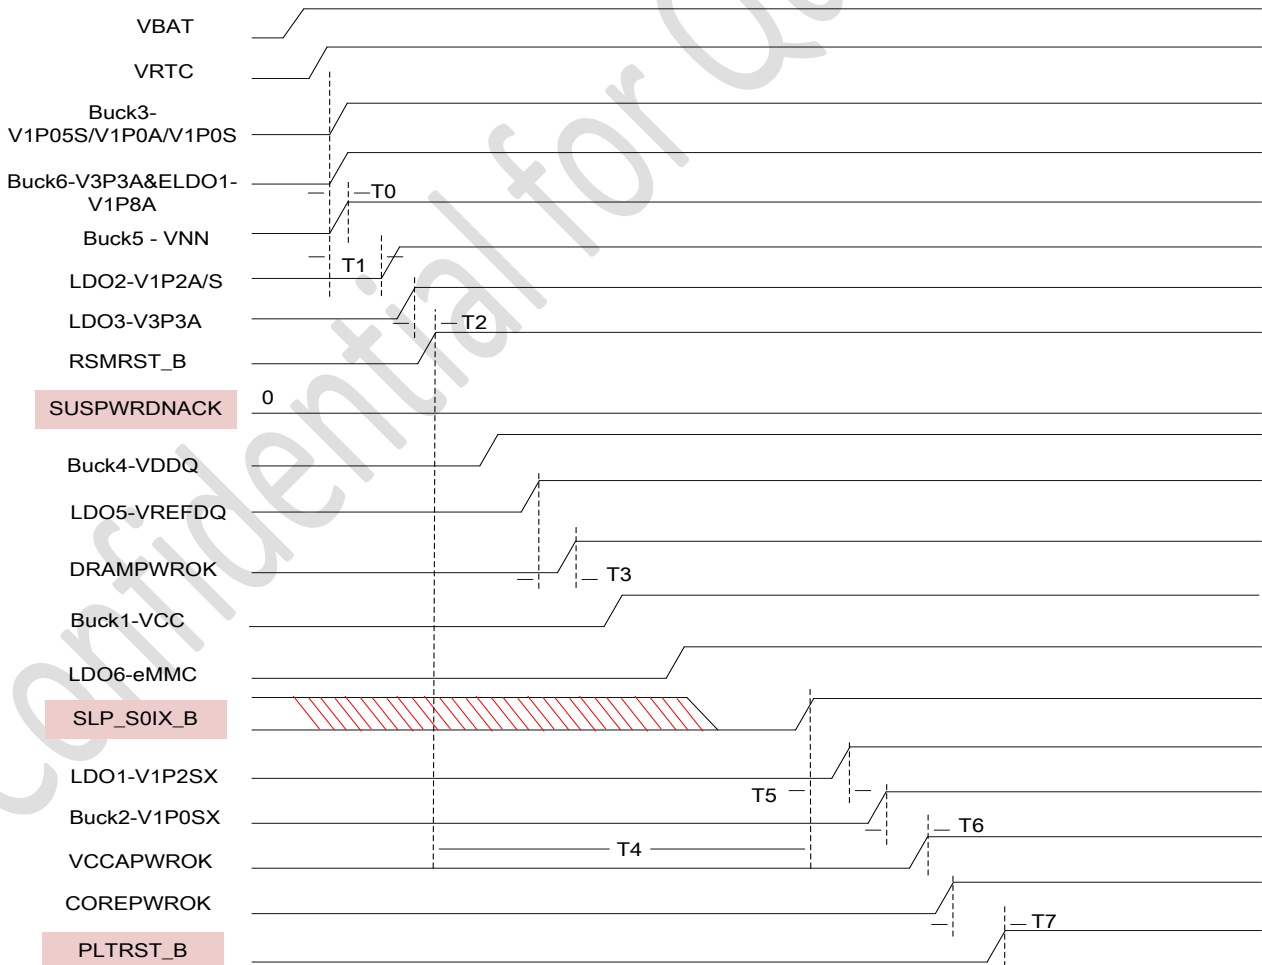 VBAT
VRTC
Buck3-
V1P05S/V1P0A/V1P0S
Buck6-V3P3A&ELDO1-
V1P8A
T0
Buck5 - VNN
T1
LDO2-V1P2A/S
LDO3-V3P3A
T2
RSMRST_B
SUSPWRDNACK
0
Buck4-VDDQ
LDO5-VREFDQ
DRAMPWROK
T3
Buck1-VCC
LDO6-eMMC
SLP_S0IX_B
LDO1-V1P2SX
T5
Buck2-V1P0SX
T6
VCCAPWROK
T4
COREPWROK
T7
PLTRST_B
Confidential for